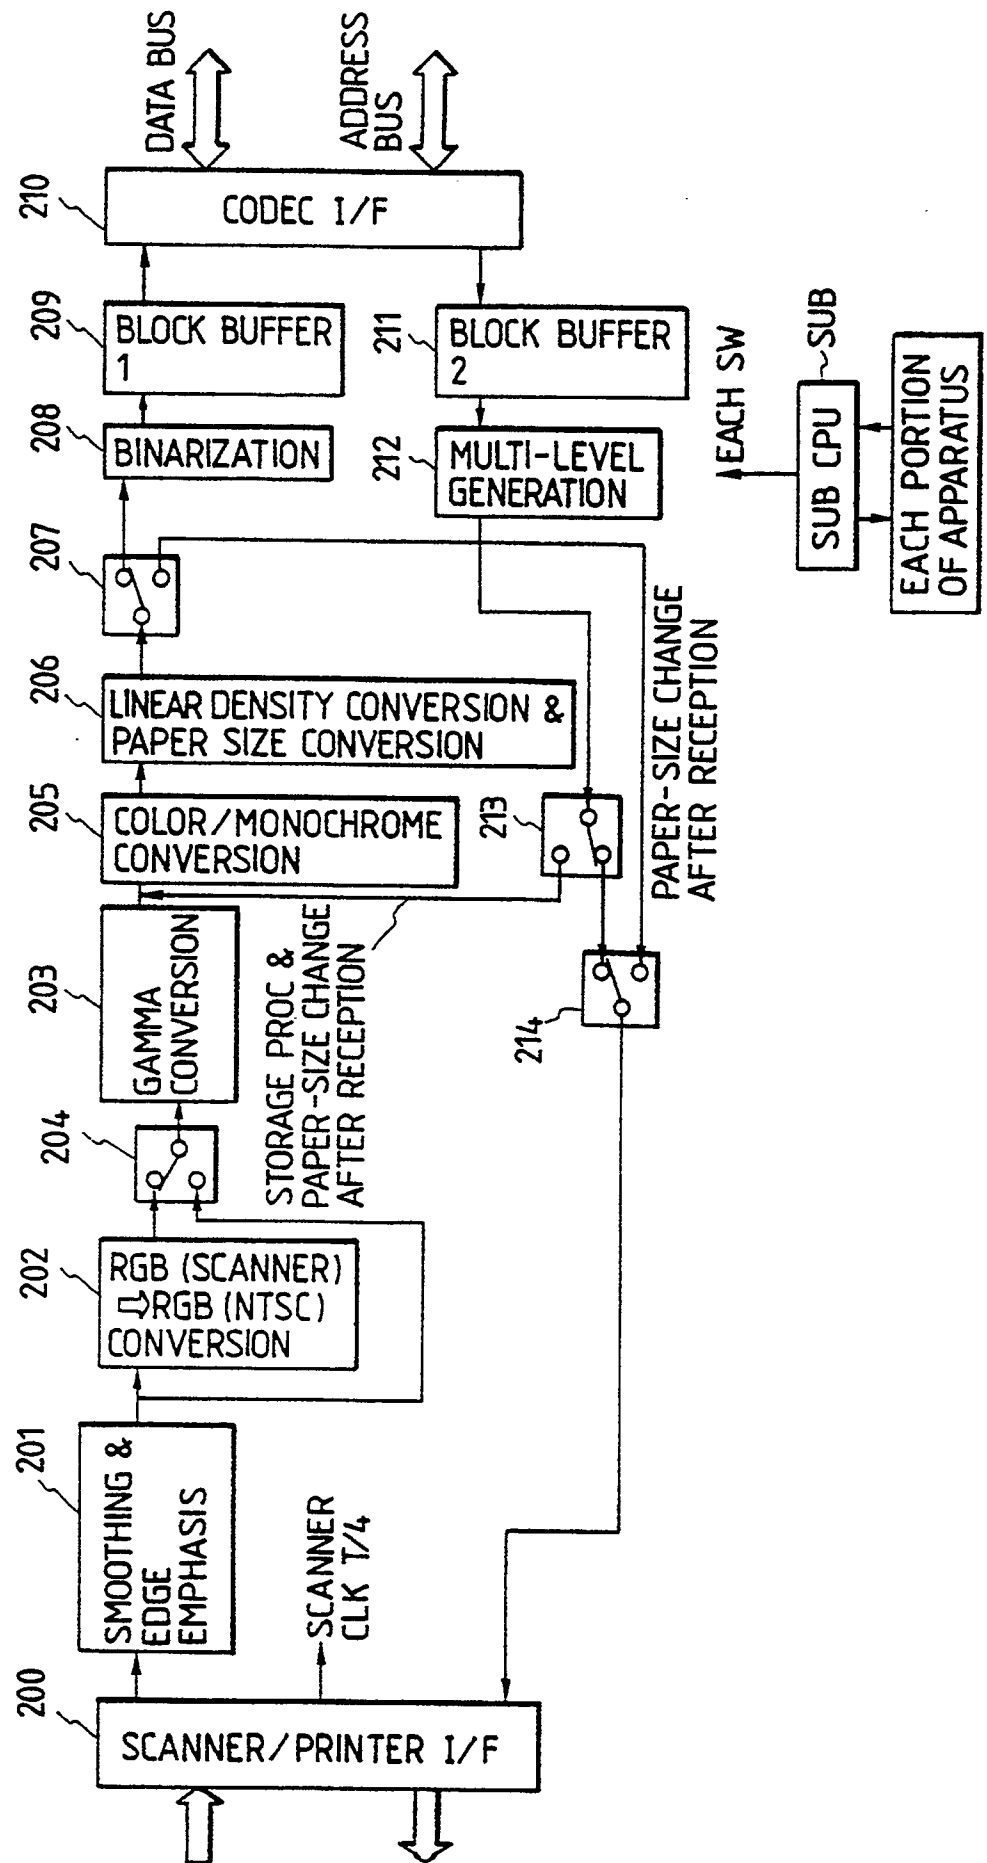 200
SCANNER/PRINTER I/F
201
SMOOTHING &
EDGE
EMPHASIS
SCANNER
CLK T/4
202
RGB (SCANNER)
⇨RGB (NTSC)
CONVERSION
204
203
GAMMA
CONVERSION
STORAGE PROC &
PAPER-SIZE CHANGE
AFTER RECEPTION
205
COLOR/MONOCHROME
CONVERSION
206
LINEAR DENSITY CONVERSION &
PAPER SIZE CONVERSION
207
208
BINARIZATION
209
BLOCK BUFFER
1
210
CODEC I/F
DATA BUS
ADDRESS
BUS
211
BLOCK BUFFER
2
212
MULTI-LEVEL
GENERATION
213
214
PAPER-SIZE CHANGE
AFTER RECEPTION
EACH SW
SUB
SUB CPU
EACH PORTION
OF APPARATUS